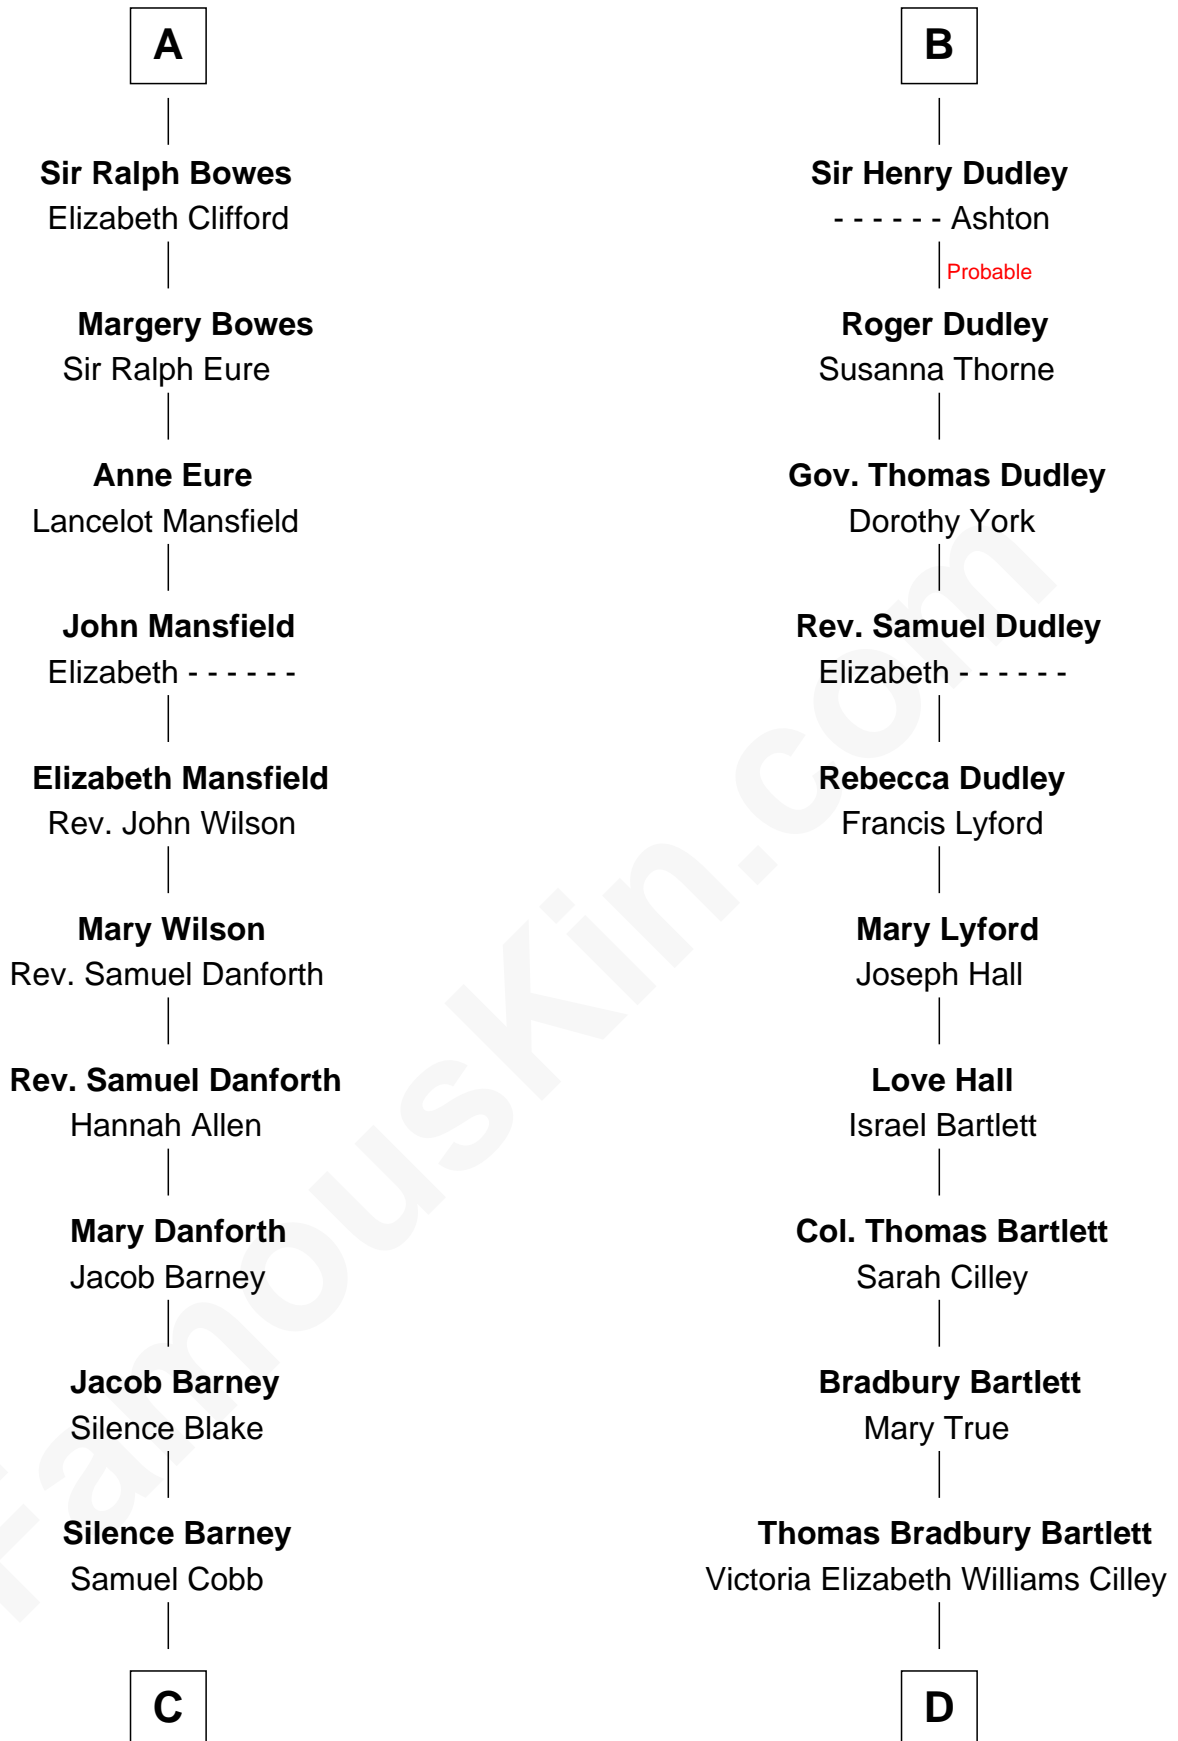 A
Sir Ralph Bowes
Elizabeth Clifford
Margery Bowes
Sir Ralph Eure
Anne Eure
Lancelot Mansfield
John Mansfield
Elizabeth - - - - - -
Elizabeth Mansfield
Rev. John Wilson
Mary Wilson
Rev. Samuel Danforth
Rev. Samuel Danforth
Hannah Allen
Mary Danforth
Jacob Barney
Jacob Barney
Silence Blake
Silence Barney
Samuel Cobb
C
B
Sir Henry Dudley
- - - - - - Ashton
Probable
Roger Dudley
Susanna Thorne
Gov. Thomas Dudley
Dorothy York
Rev. Samuel Dudley
Elizabeth - - - - - -
Rebecca Dudley
Francis Lyford
Mary Lyford
Joseph Hall
Love Hall
Israel Bartlett
Col. Thomas Bartlett
Sarah Cilley
Bradbury Bartlett
Mary True
Thomas Bradbury Bartlett
Victoria Elizabeth Williams Cilley
D
FamousKin.com